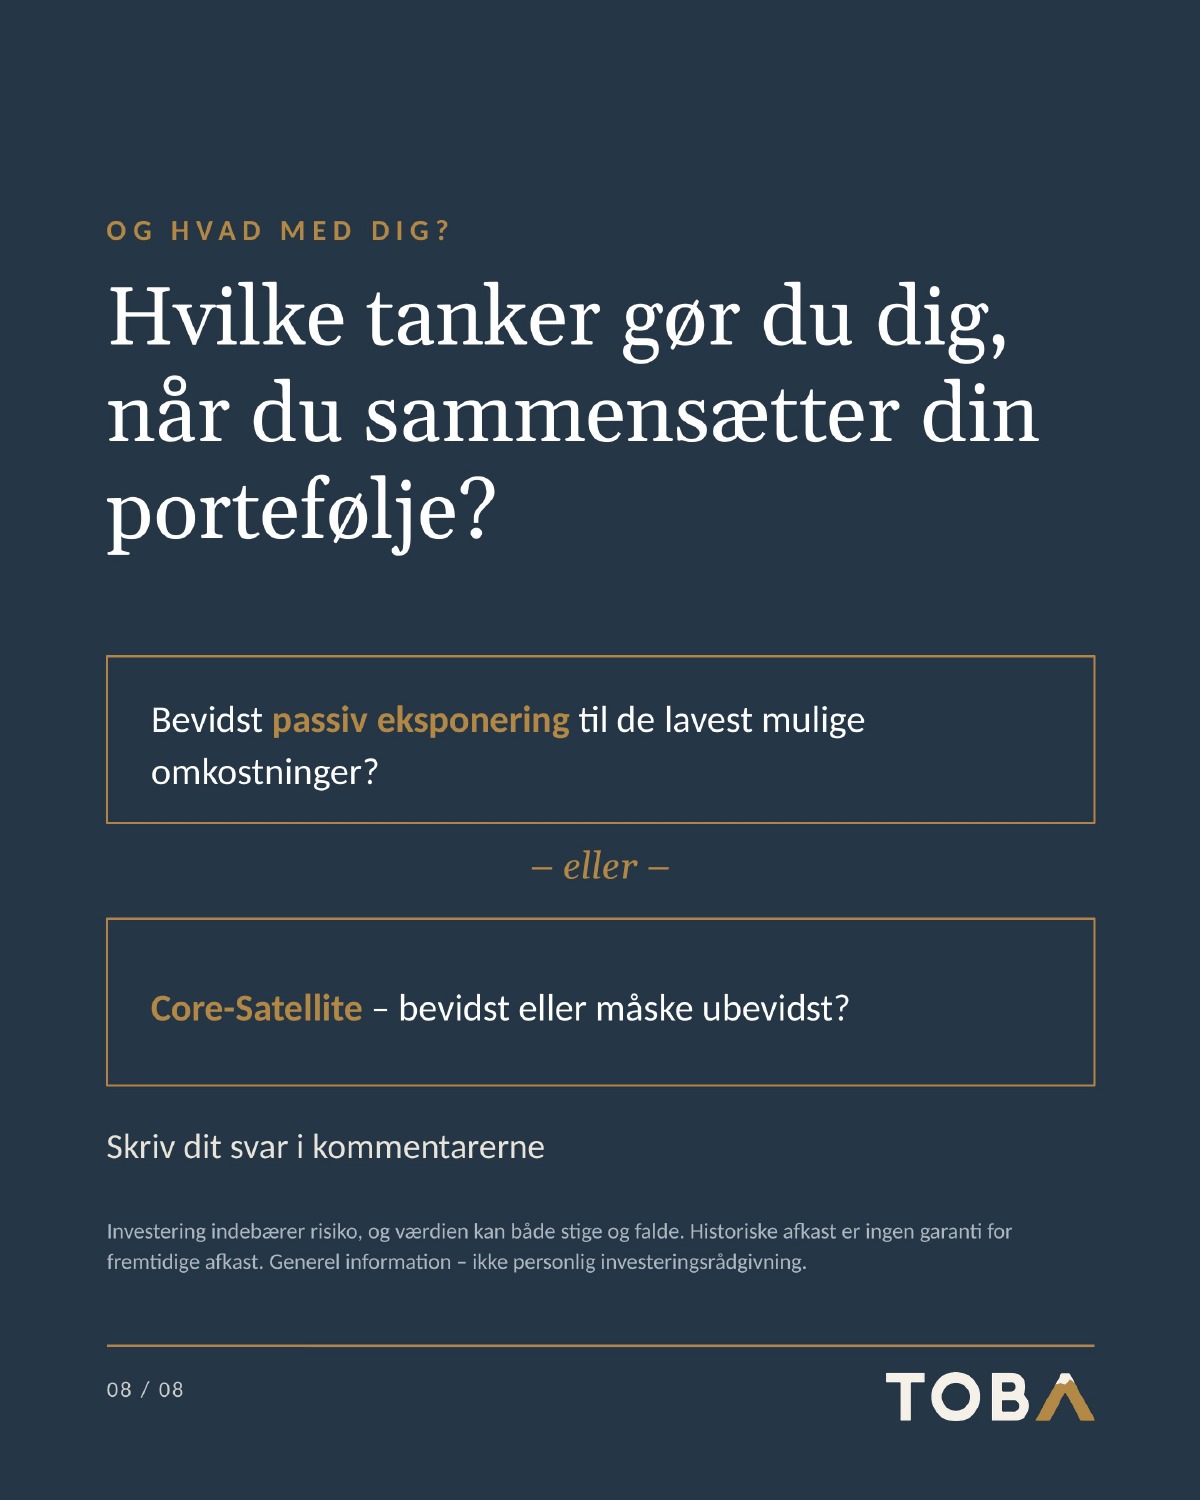 OG HVAD MED DIG?
Hvilke tanker gør du dig,
når du sammensætter din
portefølje?
Bevidst passiv eksponering til de lavest mulige
omkostninger?
– eller –
Core-Satellite – bevidst eller måske ubevidst?
Skriv dit svar i kommentarerne
Investering indebærer risiko, og værdien kan både stige og falde. Historiske afkast er ingen garanti for
fremtidige afkast. Generel information – ikke personlig investeringsrådgivning.
08 / 08
TOBA